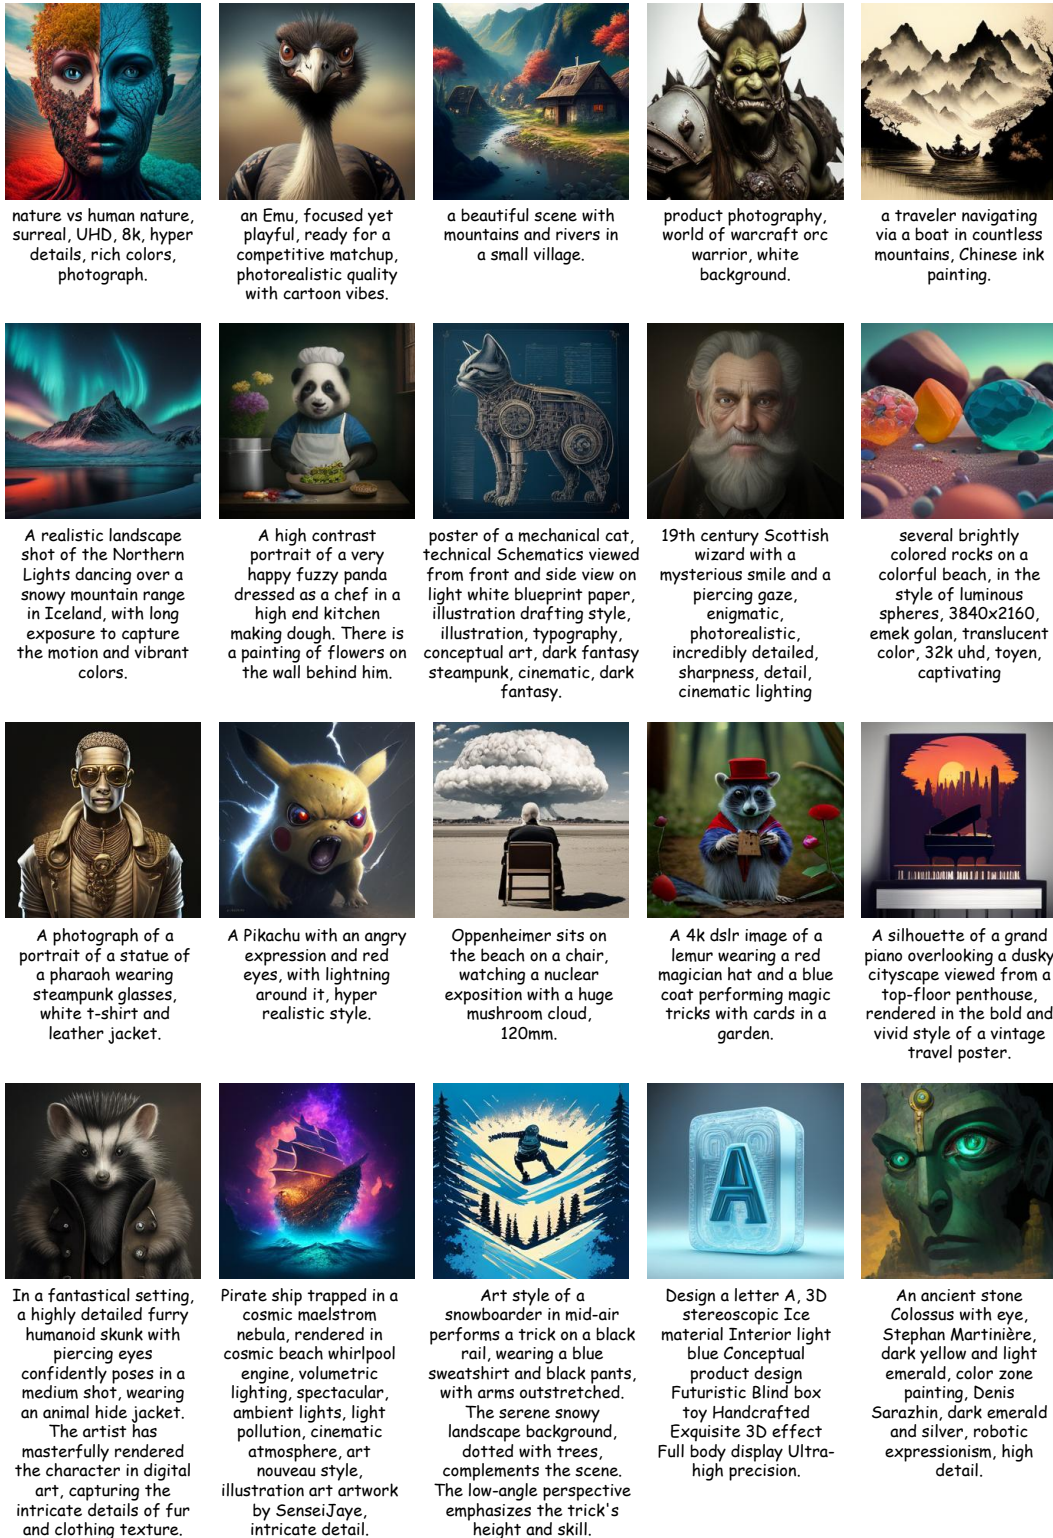 nature vs human nature,
surreal, UHD, 8k, hyper
details, rich colors,
photograph.
an Emu, focused yet
playful, ready for a
competitive matchup,
photorealistic quality
with cartoon vibes.
a beautiful scene with
mountains and rivers in
a small village.
product photography,
world of warcraft orc
warrior, white
background.
a traveler navigating
via a boat in countless
mountains, Chinese ink
painting.
A realistic landscape
shot of the Northern
Lights dancing over a
snowy mountain range
in Iceland, with long
exposure to capture
the motion and vibrant
colors.
A high contrast
portrait of a very
happy fuzzy panda
dressed as a chef in a
high end kitchen
making dough. There is
a painting of flowers on
the wall behind him.
poster of a mechanical cat,
technical Schematics viewed
from front and side view on
light white blueprint paper,
illustration drafting style,
illustration, typography,
conceptual art, dark fantasy
steampunk, cinematic, dark
fantasy.
19th century Scottish
wizard with a
mysterious smile and a
piercing gaze,
enigmatic,
photorealistic,
incredibly detailed,
sharpness, detail,
cinematic lighting
several brightly
colored rocks on a
colorful beach, in the
style of luminous
spheres, 3840x2160,
emek golan, translucent
color, 32k uhd, toyen,
captivating
A photograph of a
portrait of a statue of
a pharaoh wearing
steampunk glasses,
white t-shirt and
leather jacket.
A Pikachu with an angry
expression and red
eyes, with lightning
around it, hyper
realistic style.
Oppenheimer sits on
the beach on a chair,
watching a nuclear
exposition with a huge
mushroom cloud,
120mm.
A 4k dslr image of a
lemur wearing a red
magician hat and a blue
coat performing magic
tricks with cards in a
garden.
A silhouette of a grand
piano overlooking a dusky
cityscape viewed from a
top-floor penthouse,
rendered in the bold and
vivid style of a vintage
travel poster.
In a fantastical setting,
a highly detailed furry
humanoid skunk with
piercing eyes
confidently poses in a
medium shot, wearing
an animal hide jacket.
The artist has
masterfully rendered
the character in digital
art, capturing the
intricate details of fur
and clothing texture.
Pirate ship trapped in a
cosmic maelstrom
nebula, rendered in
cosmic beach whirlpool
engine, volumetric
lighting, spectacular,
ambient lights, light
pollution, cinematic
atmosphere, art
nouveau style,
illustration art artwork
by SenseiJaye,
intricate detail.
Art style of a
snowboarder in mid-air
performs a trick on a black
rail, wearing a blue
sweatshirt and black pants,
with arms outstretched.
The serene snowy
landscape background,
dotted with trees,
complements the scene.
The low-angle perspective
emphasizes the trick's
height and skill.
A
Design a letter A, 3D
stereoscopic Ice
material Interior light
blue Conceptual
product design
Futuristic Blind box
toy Handcrafted
Exquisite 3D effect
Full body display Ultra-
high precision.
An ancient stone
Colossus with eye,
Stephan Martinière,
dark yellow and light
emerald, color zone
painting, Denis
Sarazhin, dark emerald
and silver, robotic
expressionism, high
detail.